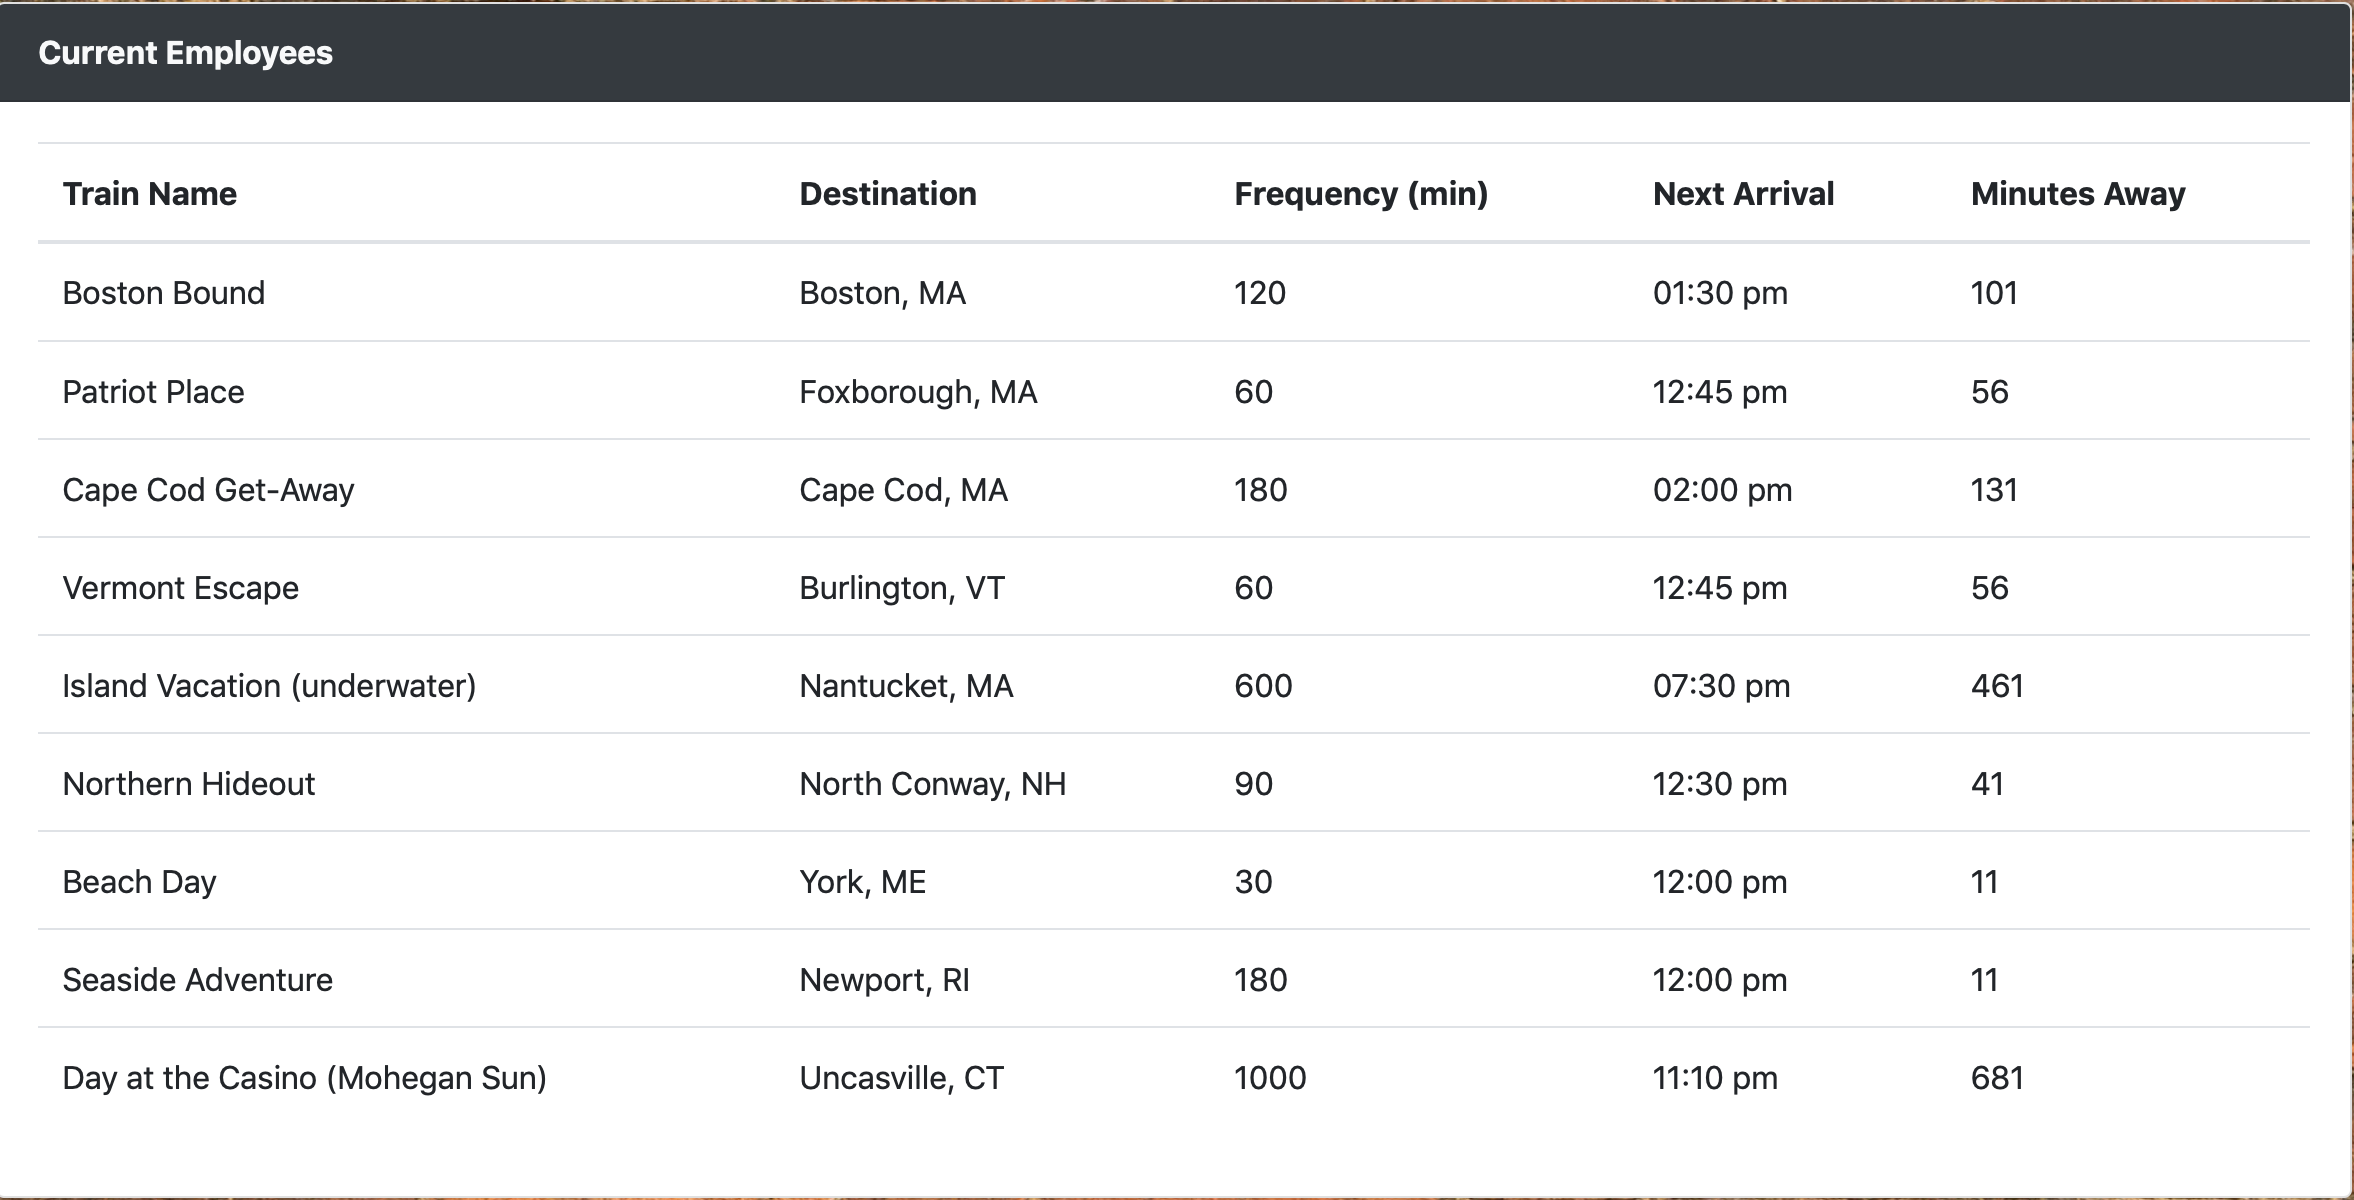 Current Employees
Train Name Destination Frequency (min) Next Arrival Minutes Away
Boston Bound Boston, MA 120 01:30 pm 101
Patriot Place Foxborough, MA 60 12:45 pm 56
Cape Cod Get-Away Cape Cod, MA 180 02:00 pm 131
Vermont Escape Burlington, VT 60 12:45 pm 56
Island Vacation (underwater) Nantucket, MA 600 07:30 pm 461
Northern Hideout North Conway, NH 90 12:30 pm 41
Beach Day York, ME 30 12:00 pm 11
Seaside Adventure Newport, RI 180 12:00 pm 11
Day at the Casino (Mohegan Sun) Uncasville, CT 1000 11:10 pm 681